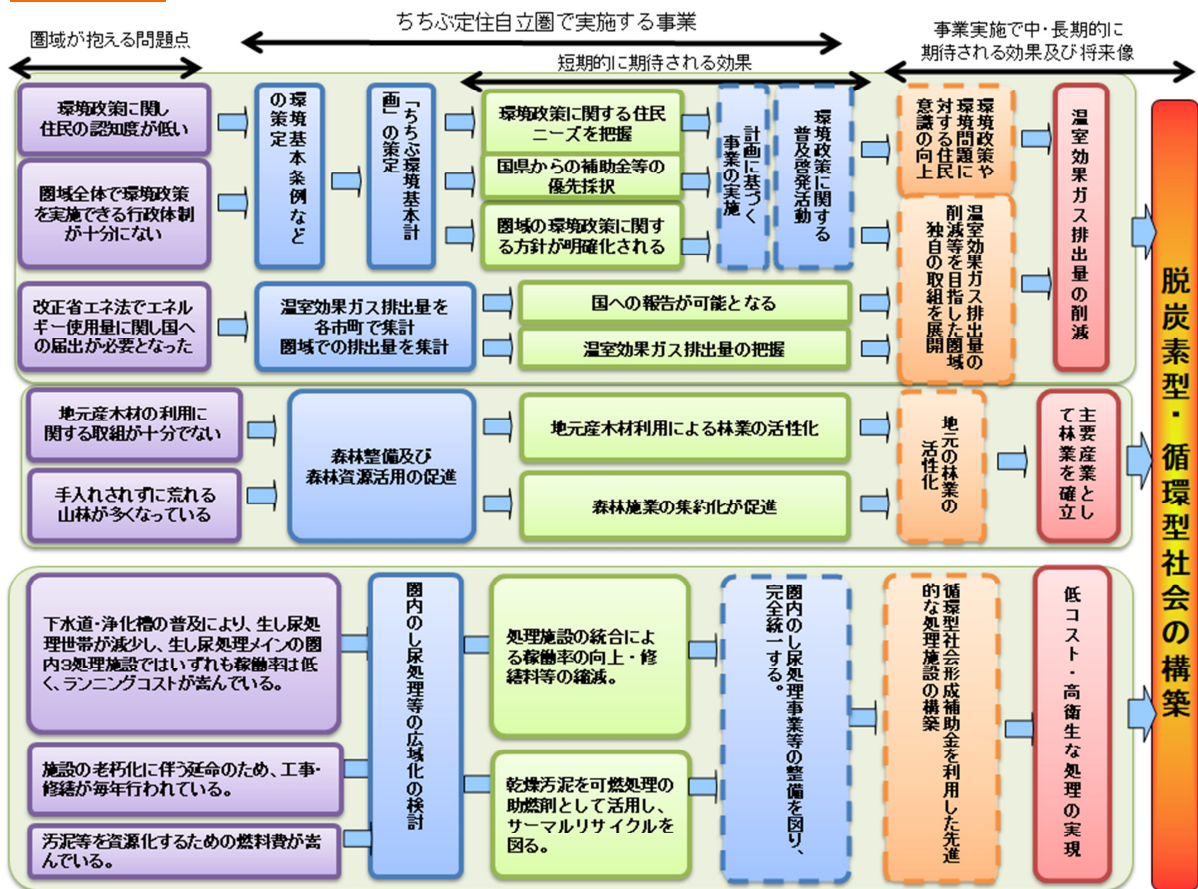 圏域が抱える問題点
ちちぶ定住自立圏で実施する事業
短期的に期待される効果
事業実施で中・長期的に
期待される効果及び将来像
環境政策に関し
住民の認知度が低い
圏域全体で環境政策
を実施できる行政体制
が十分にない
環境基本条例など
の策定
「ちちぶ環境基本計
画」の策定
環境政策に関する住民
ニーズを把握
国県からの補助金等の
優先採択
圏域の環境政策に関す
る方針が明確化される
計画に基づく
事業の実施
環境政策に関する
普及啓発活動
環境政策や
環境問題に
対する住民
意識の向上
温室効果ガス排出量の
削減等を目指した圏域
独自の取組を展開
温室効果ガス排出量の削減
改正省エネ法でエネル
ギー使用量に関し国へ
の届出が必要となった
温室効果ガス排出量を
各市町で集計
圏域での排出量を集計
国への報告が可能となる
温室効果ガス排出量の把握
地元産木材の利用に
関する取組が十分でない
手入れされずに荒れる
山林が多くなっている
森林整備及び
森林資源活用の促進
地元産木材利用による林業の活性化
森林施業の集約化が促進
地元の林業の
活性化
主要産業とし
て林業を確立
下水道・浄化槽の普及により、生し尿処
理世帯が減少し、生し尿処理メインの圏
内3処理施設ではいずれも稼働率は低
く、ランニングコストが嵩んでいる。
施設の老朽化に伴う延命のため、工事・
修繕が毎年行われている。
汚泥等を資源化するための燃料費が嵩
んでいる。
圏内のし尿処理等の広域化の検討
処理施設の統合によ
る稼働率の向上・修
繕料等の縮減。
乾燥汚泥を可燃処理の
助燃剤として活用し、
サーマルリサイクルを
図る。
圏内のし尿処理事業等の整備を図り、
完全統一する。
循環型社会形成補助金を利用した先進
的な処理施設の構築
低コスト・高衛生な処理の実現
脱炭素型・循環型社会の構築